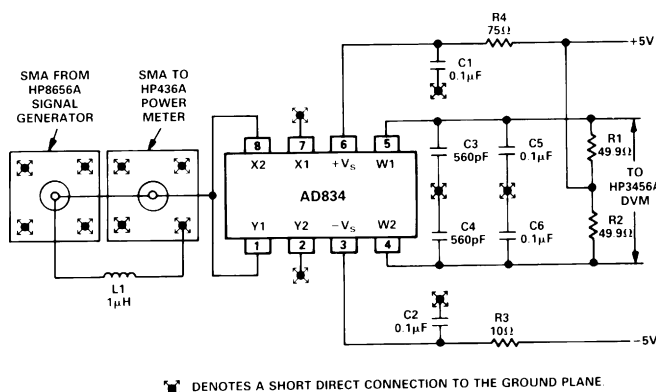 R4
75Ω
+5V
C1
0.1μF
SMA FROM
HP8656A
SIGNAL
GENERATOR
SMA TO
HP436A
POWER
METER
8
7
6
5
X2
X1
+VS
W1
AD834
Y1
Y2
−VS
W2
1
2
3
4
C3
560pF
C5
0.1μF
R1
49.9Ω
TO
HP3456A
DVM
C4
560pF
C6
0.1μF
R2
49.9Ω
L1
1μH
C2
0.1μF
R3
10Ω
−5V
DENOTES A SHORT DIRECT CONNECTION TO THE GROUND PLANE.